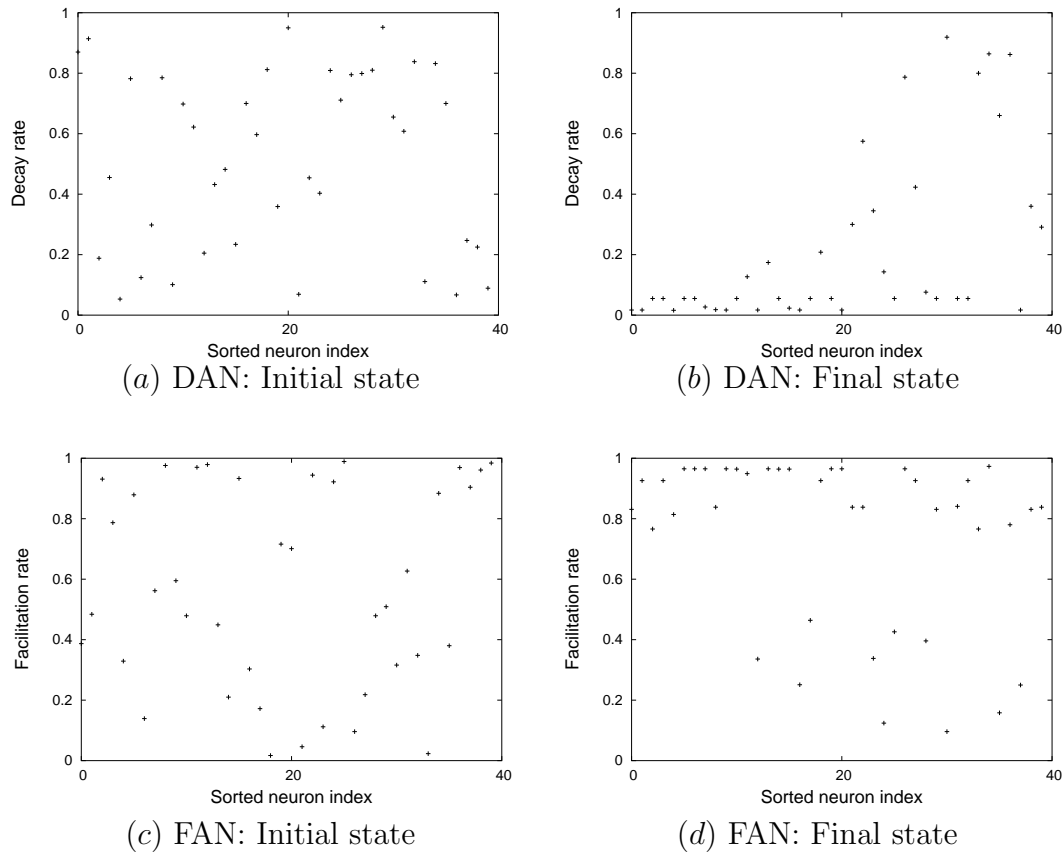 1
0.8
0.6
0.4
0.2
0
0 20 40
Decay rate
Sorted neuron index
(a) DAN: Initial state
1
0.8
0.6
0.4
0.2
0
0 20 40
Decay rate
Sorted neuron index
(b) DAN: Final state
1
0.8
0.6
0.4
0.2
0
0 20 40
Facilitation rate
Sorted neuron index
(c) FAN: Initial state
1
0.8
0.6
0.4
0.2
0
0 20 40
Facilitation rate
Sorted neuron index
(d) FAN: Final state